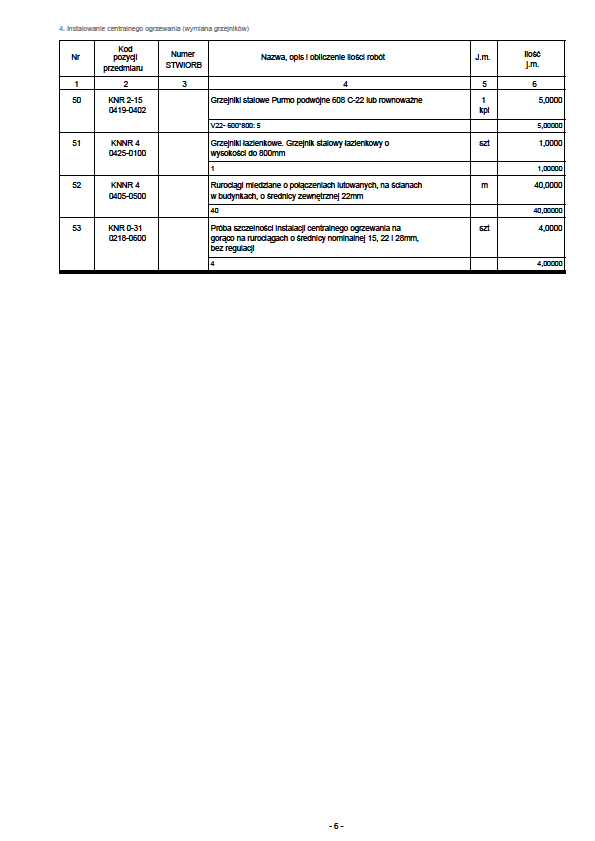 4. Instalowanie centralnego ogrzewania (wymiana grzejników)
Nr
Kod
pozycji
przedmiaru
Numer
STWIORB
Nazwa, opis i obliczenie ilości robót
J.m.
Ilość
j.m.
1 2 3 4 5 6
50 KNR 2-15 Grzejniki stalowe Purmo podwójne 608 C-22 lub rownoważne 1 5,0000
0419-0402 kpl
V22- 600*800: 5 5,00000
51 KNNR 4 Grzejniki łazienkowe. Grzejnik stalowy łazienkowy o szt 1,0000
0425-0100 wysokości do 800mm
1 1,00000
52 KNNR 4 Rurociągi miedziane o połączeniach lutowanych, na ścianach m 40,0000
0405-0500 w budynkach, o średnicy zewnętrznej 22mm
40 40,00000
53 KNR 0-31 Próba szczelności instalacji centralnego ogrzewania na szt 4,0000
0218-0600 gorąco na rurociągach o średnicy nominalnej 15, 22 i 28mm,
bez regulacji
4 4,00000
- 6 -